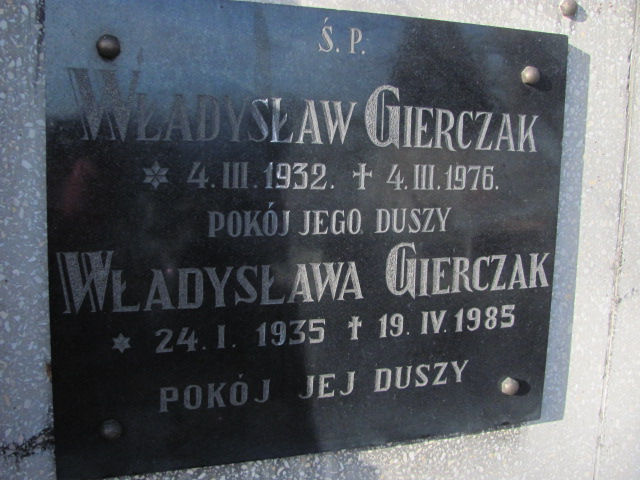 Ś. P.
WŁADYSŁAW GIERCZAK
✡ 4. III. 1932. ✝ 4. III. 1976.
POKÓJ JEGO DUSZY
WŁADYSŁAWA GIERCZAK
✡ 24. I. 1935 ✝ 19. IV. 1985
POKÓJ JEJ DUSZY